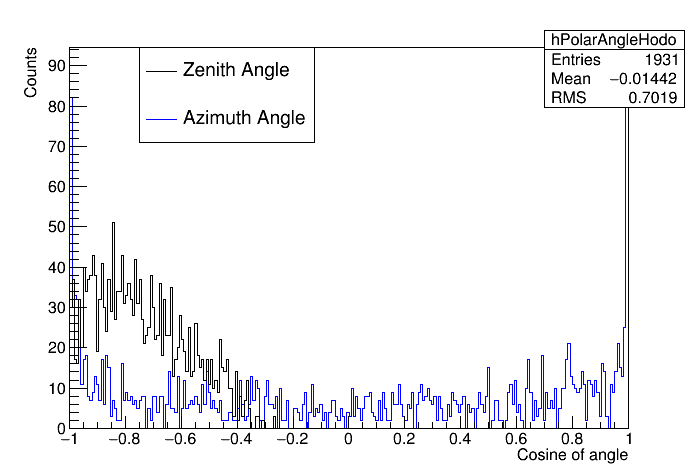 hPolarAngleHodo
Entries 1931
Mean −0.01442
RMS 0.7019
Zenith Angle
Azimuth Angle
Counts
90
80
70
60
50
40
30
20
10
0
−1 −0.8 −0.6 −0.4 −0.2 0 0.2 0.4 0.6 0.8 1
Cosine of angle